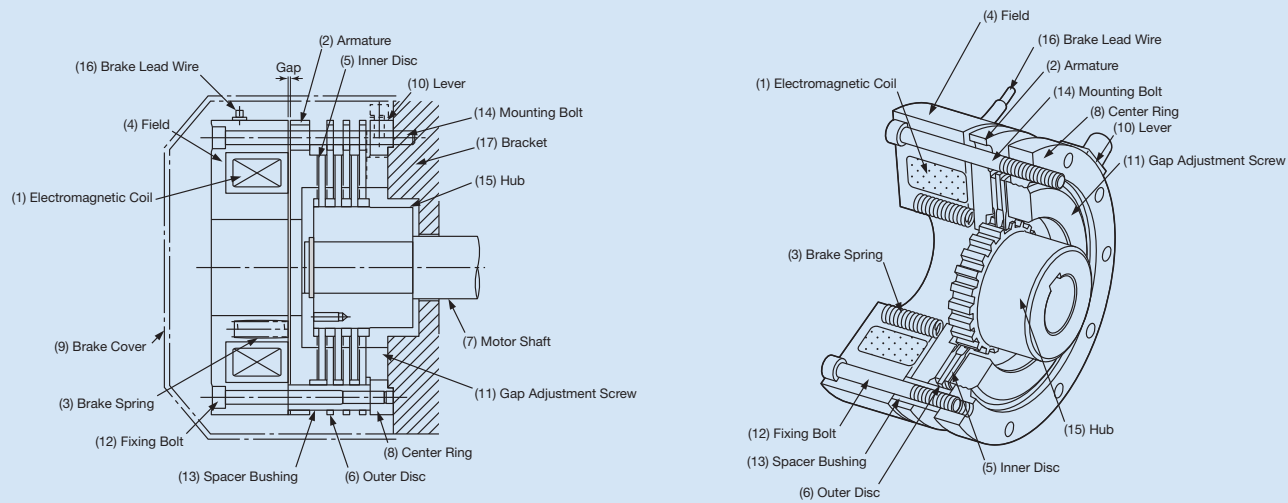 (2) Armature
Gap
(5) Inner Disc
(16) Brake Lead Wire
(10) Lever
(14) Mounting Bolt
(4) Field
(17) Bracket
(15) Hub
(1) Electromagnetic Coil
(7) Motor Shaft
(9) Brake Cover
(11) Gap Adjustment Screw
(3) Brake Spring
(12) Fixing Bolt
(8) Center Ring
(13) Spacer Bushing
(6) Outer Disc
(4) Field
(16) Brake Lead Wire
(2) Armature
(1) Electromagnetic Coil
(14) Mounting Bolt
(8) Center Ring
(10) Lever
(11) Gap Adjustment Screw
(3) Brake Spring
(12) Fixing Bolt
(15) Hub
(13) Spacer Bushing
(5) Inner Disc
(6) Outer Disc